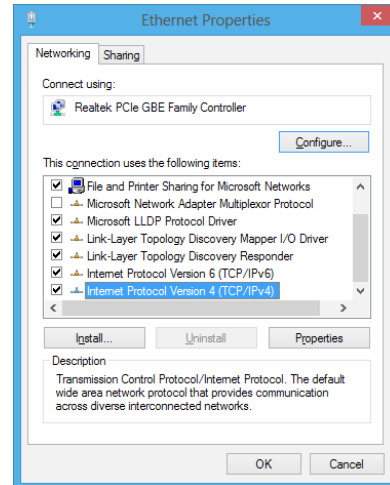 Ethernet Properties
Networking
Sharing
Connect using:
Realtek PCIe GBE Family Controller
Configure...
This connection uses the following items:
File and Printer Sharing for Microsoft Networks
Microsoft Network Adapter Multiplexor Protocol
Microsoft LLDP Protocol Driver
Link-Layer Topology Discovery Mapper I/O Driver
Link-Layer Topology Discovery Responder
Internet Protocol Version 6 (TCP/IPv6)
Internet Protocol Version 4 (TCP/IPv4)
Install...
Uninstall
Properties
Description
Transmission Control Protocol/Internet Protocol. The default
wide area network protocol that provides communication
across diverse interconnected networks.
OK
Cancel